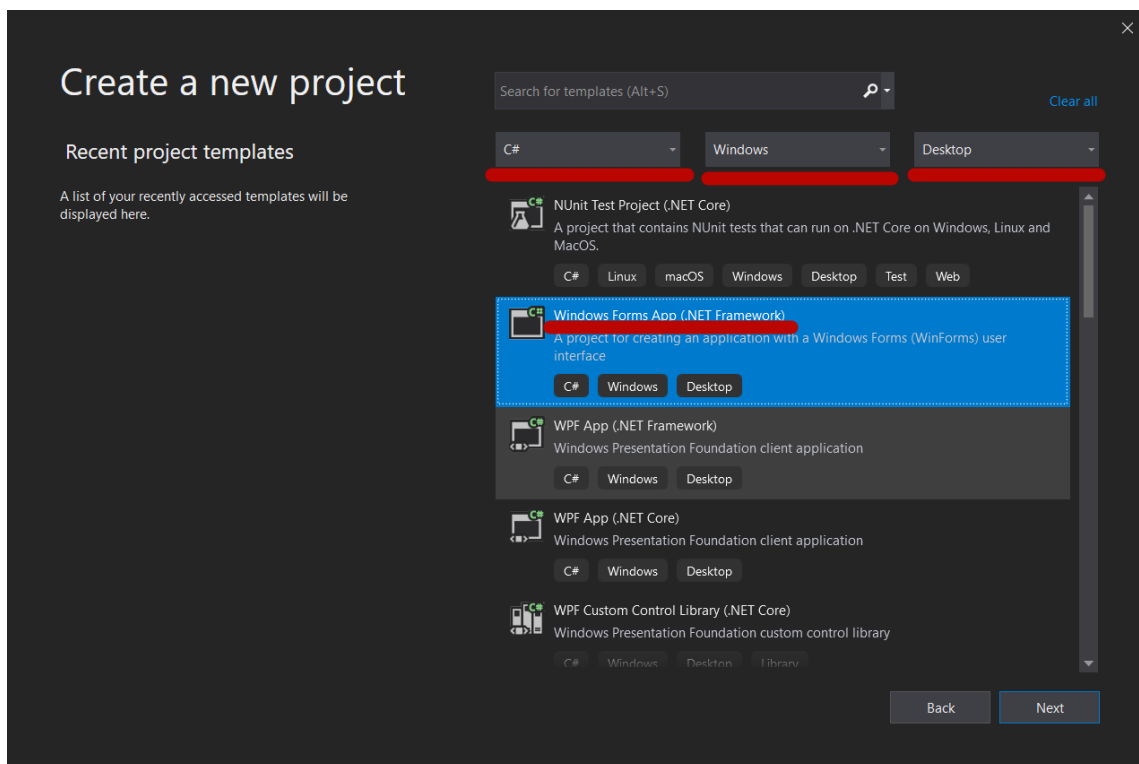 Create a new project
Search for templates (Alt+S)
Clear all
Recent project templates
C#
Windows
Desktop
A list of your recently accessed templates will be
displayed here.
C#
NUnit Test Project (.NET Core)
A project that contains NUnit tests that can run on .NET Core on Windows, Linux and
MacOS.
C# Linux macOS Windows Desktop Test Web
C#
Windows Forms App (.NET Framework)
A project for creating an application with a Windows Forms (WinForms) user
interface
C# Windows Desktop
C#
WPF App (.NET Framework)
Windows Presentation Foundation client application
C# Windows Desktop
C#
WPF App (.NET Core)
Windows Presentation Foundation client application
C# Windows Desktop
C#
WPF Custom Control Library (.NET Core)
Windows Presentation Foundation custom control library
C# Windows Desktop Library
Back
Next